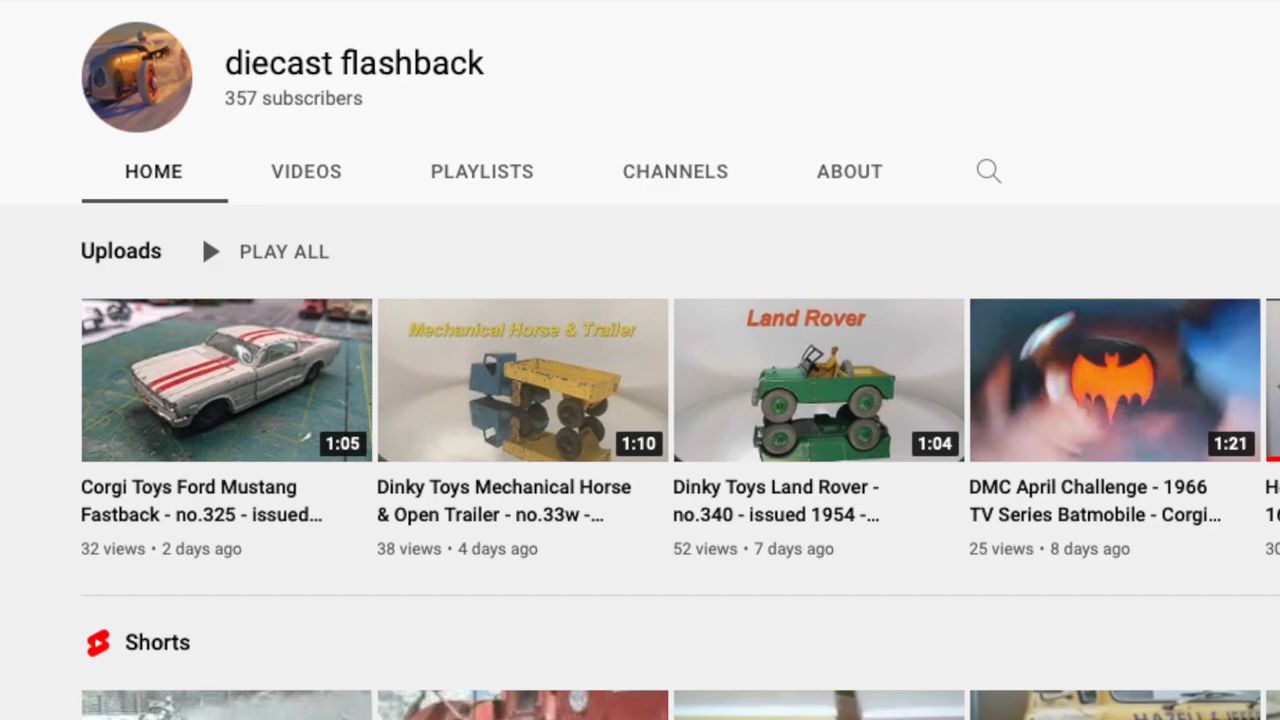 diecast flashback
357 subscribers
HOME VIDEOS PLAYLISTS CHANNELS ABOUT
Uploads PLAY ALL
Mechanical Horse & Trailer
Land Rover
1:05 1:10 1:04 1:21
Corgi Toys Ford Mustang
Fastback - no.325 - issued...
32 views • 2 days ago
Dinky Toys Mechanical Horse
& Open Trailer - no.33w -...
38 views • 4 days ago
Dinky Toys Land Rover -
no.340 - issued 1954 -...
52 views • 7 days ago
DMC April Challenge - 1966
TV Series Batmobile - Corgi...
25 views • 8 days ago
Shorts